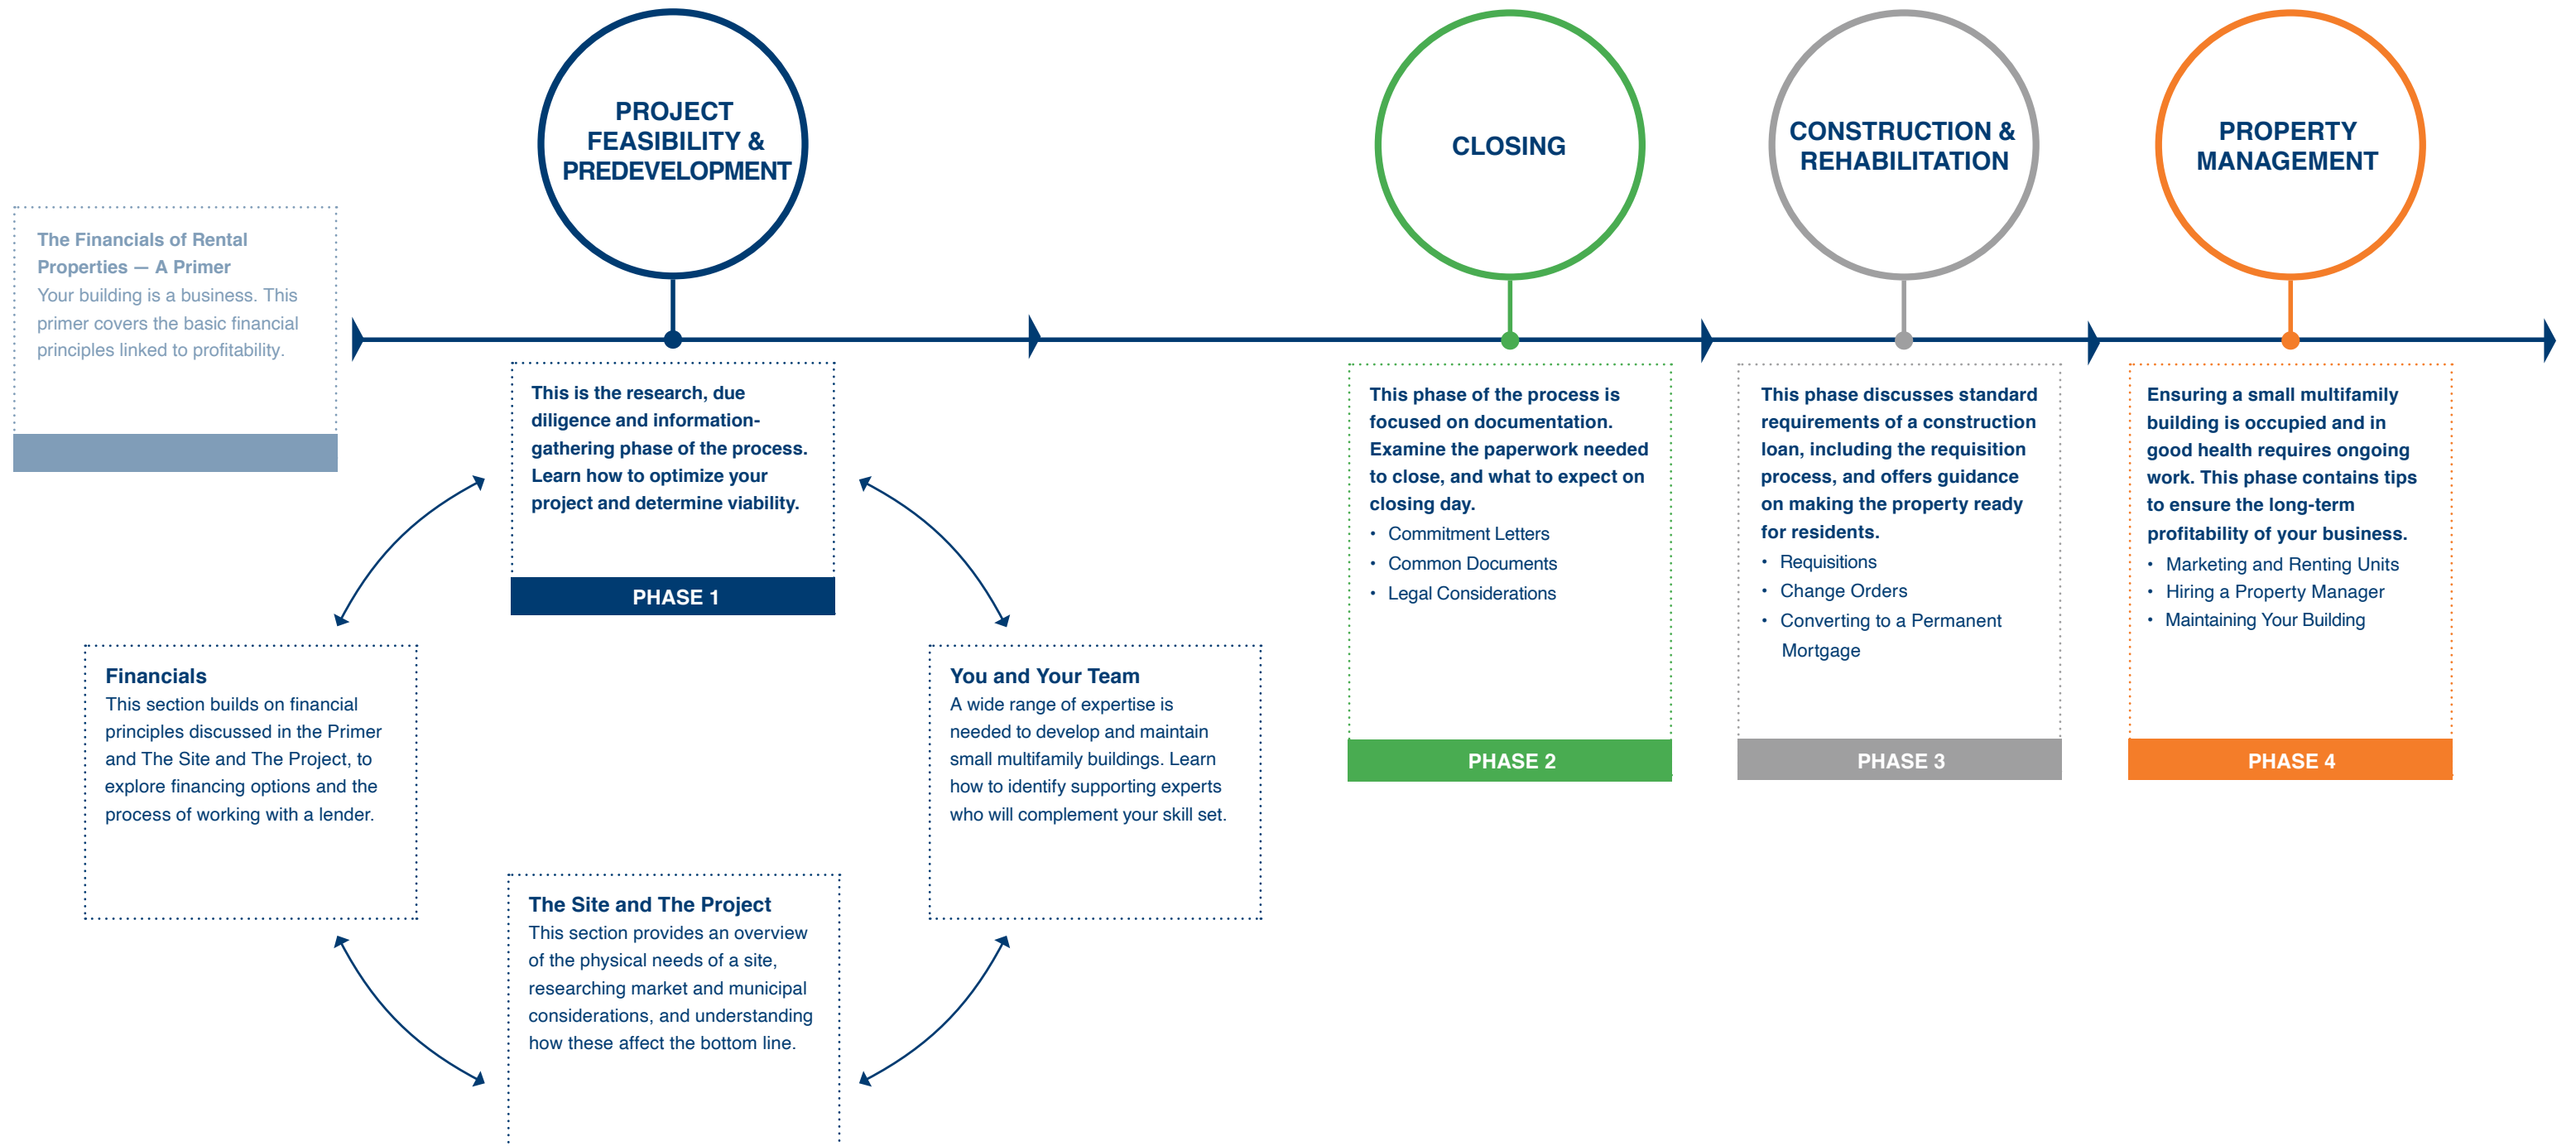 The Financials of Rental
Properties — A Primer
Your building is a business. This
primer covers the basic financial
principles linked to profitability.
PROJECT
FEASIBILITY &
PREDEVELOPMENT
This is the research, due
diligence and information-
gathering phase of the process.
Learn how to optimize your
project and determine viability.
PHASE 1
Financials
This section builds on financial
principles discussed in the Primer
and The Site and The Project, to
explore financing options and the
process of working with a lender.
You and Your Team
A wide range of expertise is
needed to develop and maintain
small multifamily buildings. Learn
how to identify supporting experts
who will complement your skill set.
The Site and The Project
This section provides an overview
of the physical needs of a site,
researching market and municipal
considerations, and understanding
how these affect the bottom line.
CLOSING
This phase of the process is
focused on documentation.
Examine the paperwork needed
to close, and what to expect on
closing day.
• Commitment Letters
• Common Documents
• Legal Considerations
PHASE 2
CONSTRUCTION &
REHABILITATION
This phase discusses standard
requirements of a construction
loan, including the requisition
process, and offers guidance
on making the property ready
for residents.
• Requisitions
• Change Orders
• Converting to a Permanent
Mortgage
PHASE 3
PROPERTY
MANAGEMENT
Ensuring a small multifamily
building is occupied and in
good health requires ongoing
work. This phase contains tips
to ensure the long-term
profitability of your business.
• Marketing and Renting Units
• Hiring a Property Manager
• Maintaining Your Building
PHASE 4